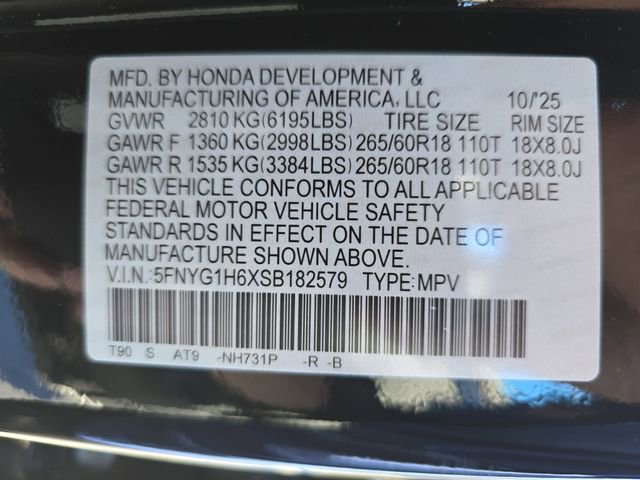 MFD. BY HONDA DEVELOPMENT &
MANUFACTURING OF AMERICA, LLC 10/'25
GVWR 2810 KG(6195LBS) TIRE SIZE RIM SIZE
GAWR F 1360 KG(2998LBS) 265/60R18 110T 18X8.0J
GAWR R 1535 KG(3384LBS) 265/60R18 110T 18X8.0J
THIS VEHICLE CONFORMS TO ALL APPLICABLE
FEDERAL MOTOR VEHICLE SAFETY
STANDARDS IN EFFECT ON THE DATE OF
MANUFACTURE SHOWN ABOVE.
V.I.N.:5FNYG1H6XSB182579 TYPE:MPV
T90 S AT9 -NH731P -R -B